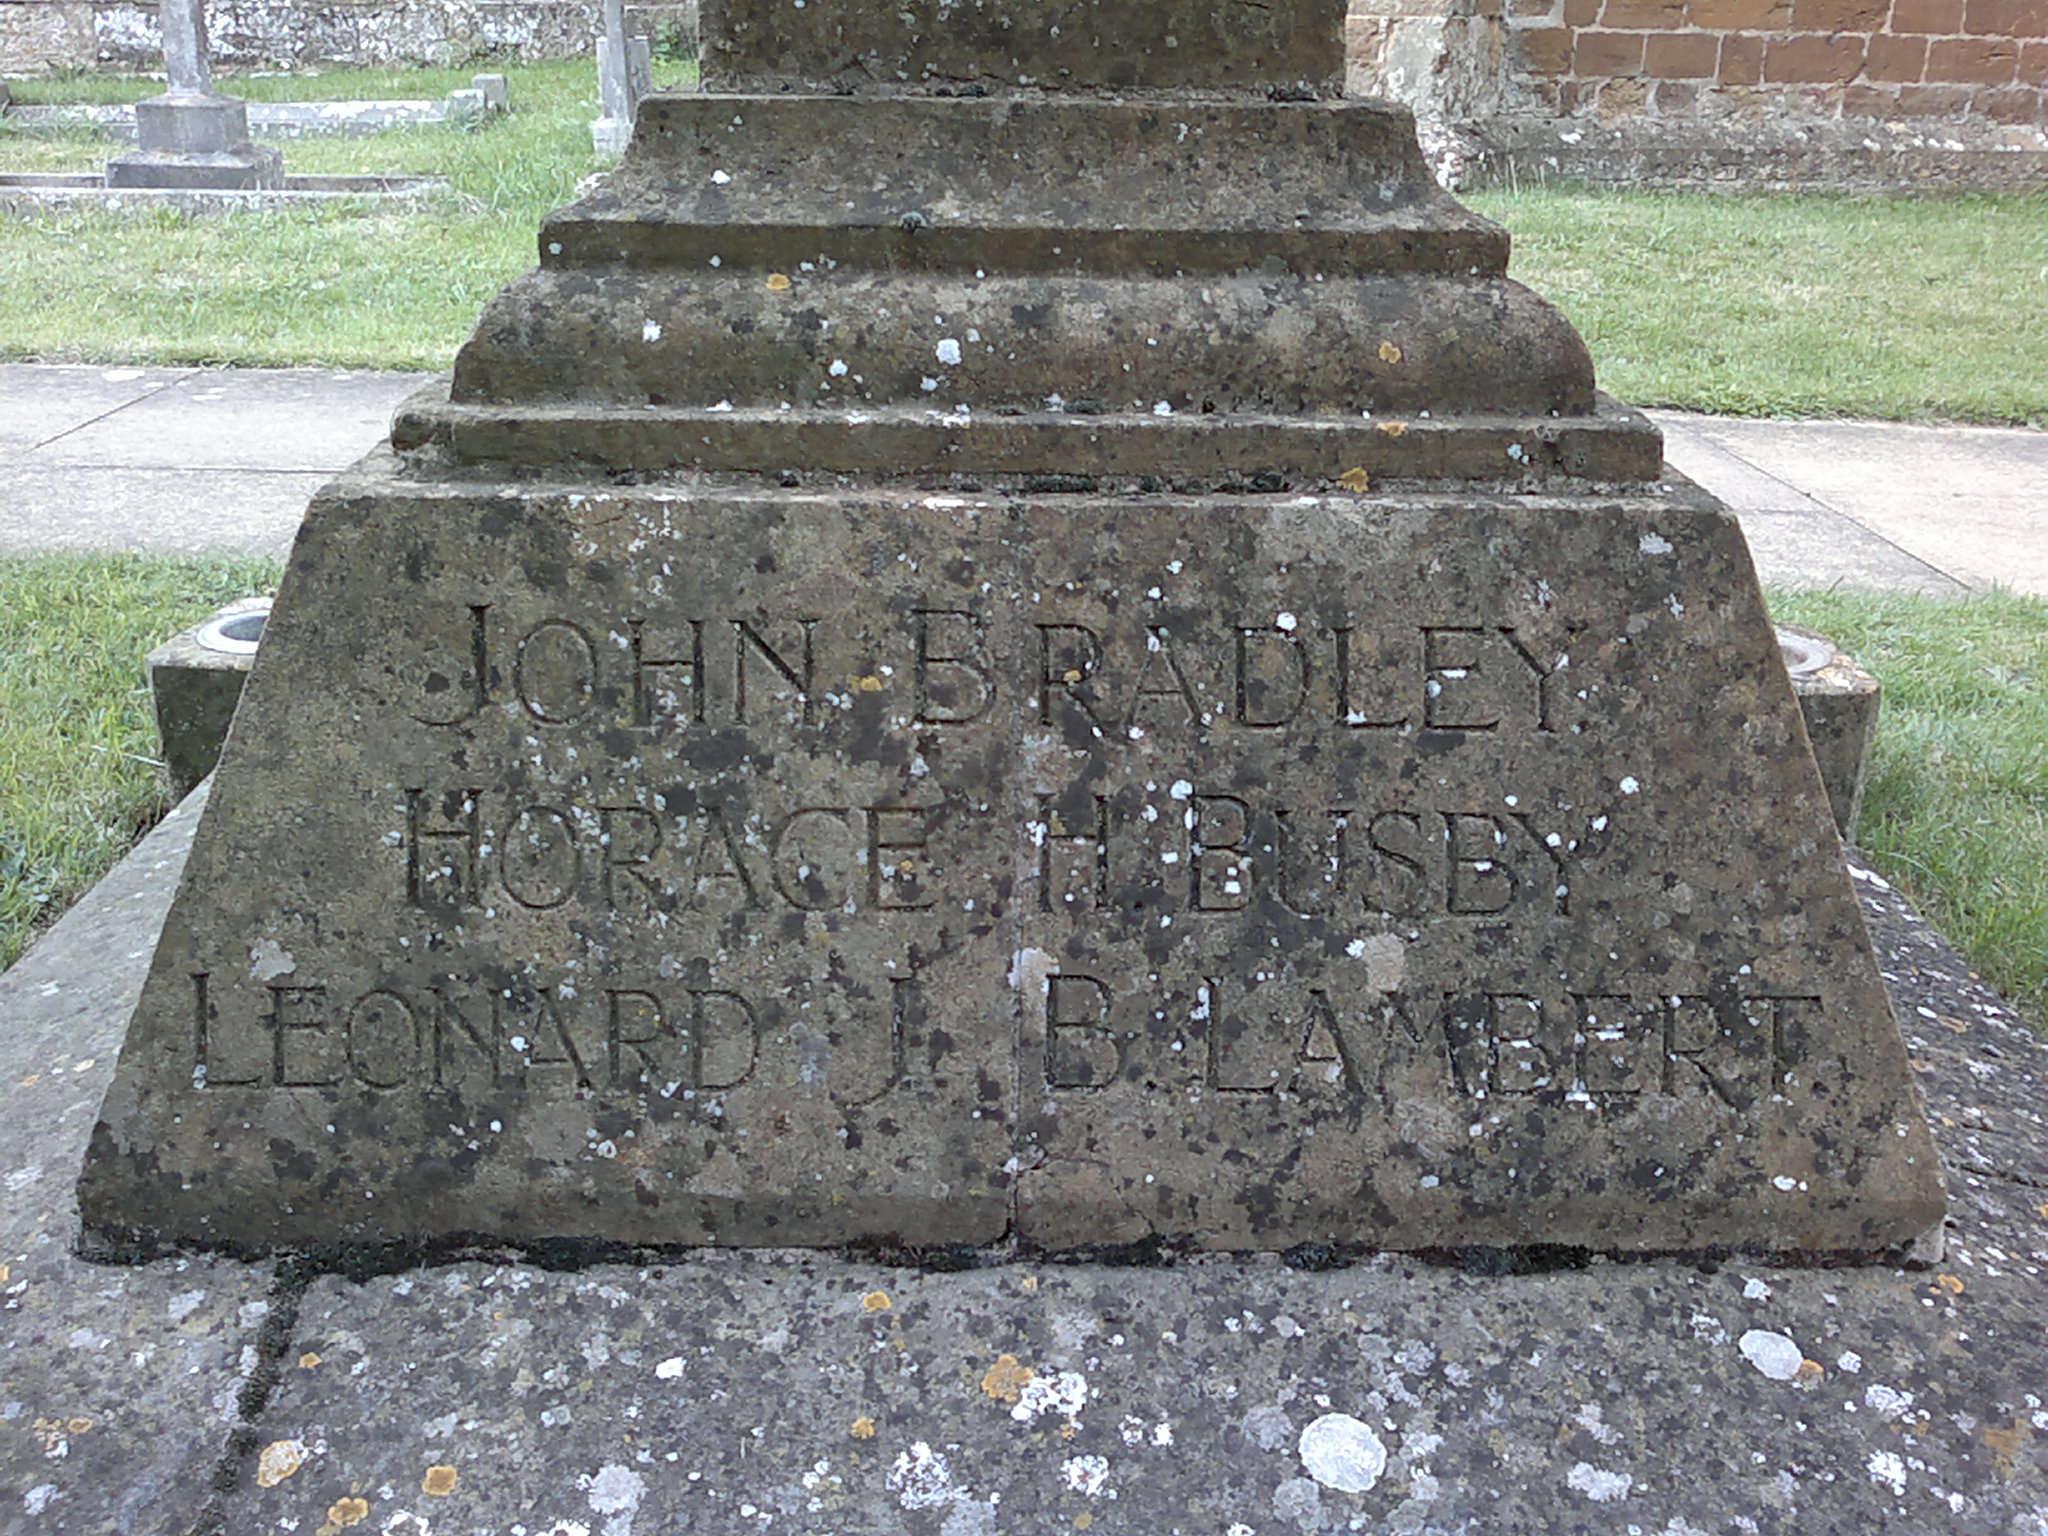 JOHN BRADLEY
HORACE H. BUSBY
LEONARD J. B. LAMBERT